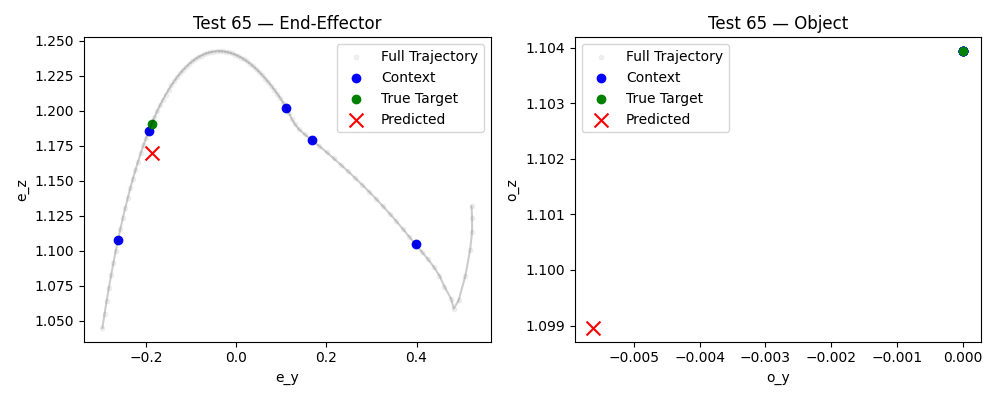 Test 65 — End-Effector
e_z
1.250
1.225
1.200
1.175
1.150
1.125
1.100
1.075
1.050
Full Trajectory
Context
True Target
Predicted
−0.2
0.0
0.2
0.4
e_y
Test 65 — Object
o_z
1.104
1.103
1.102
1.101
1.100
1.099
Full Trajectory
Context
True Target
Predicted
−0.005
−0.004
−0.003
−0.002
−0.001
0.000
o_y